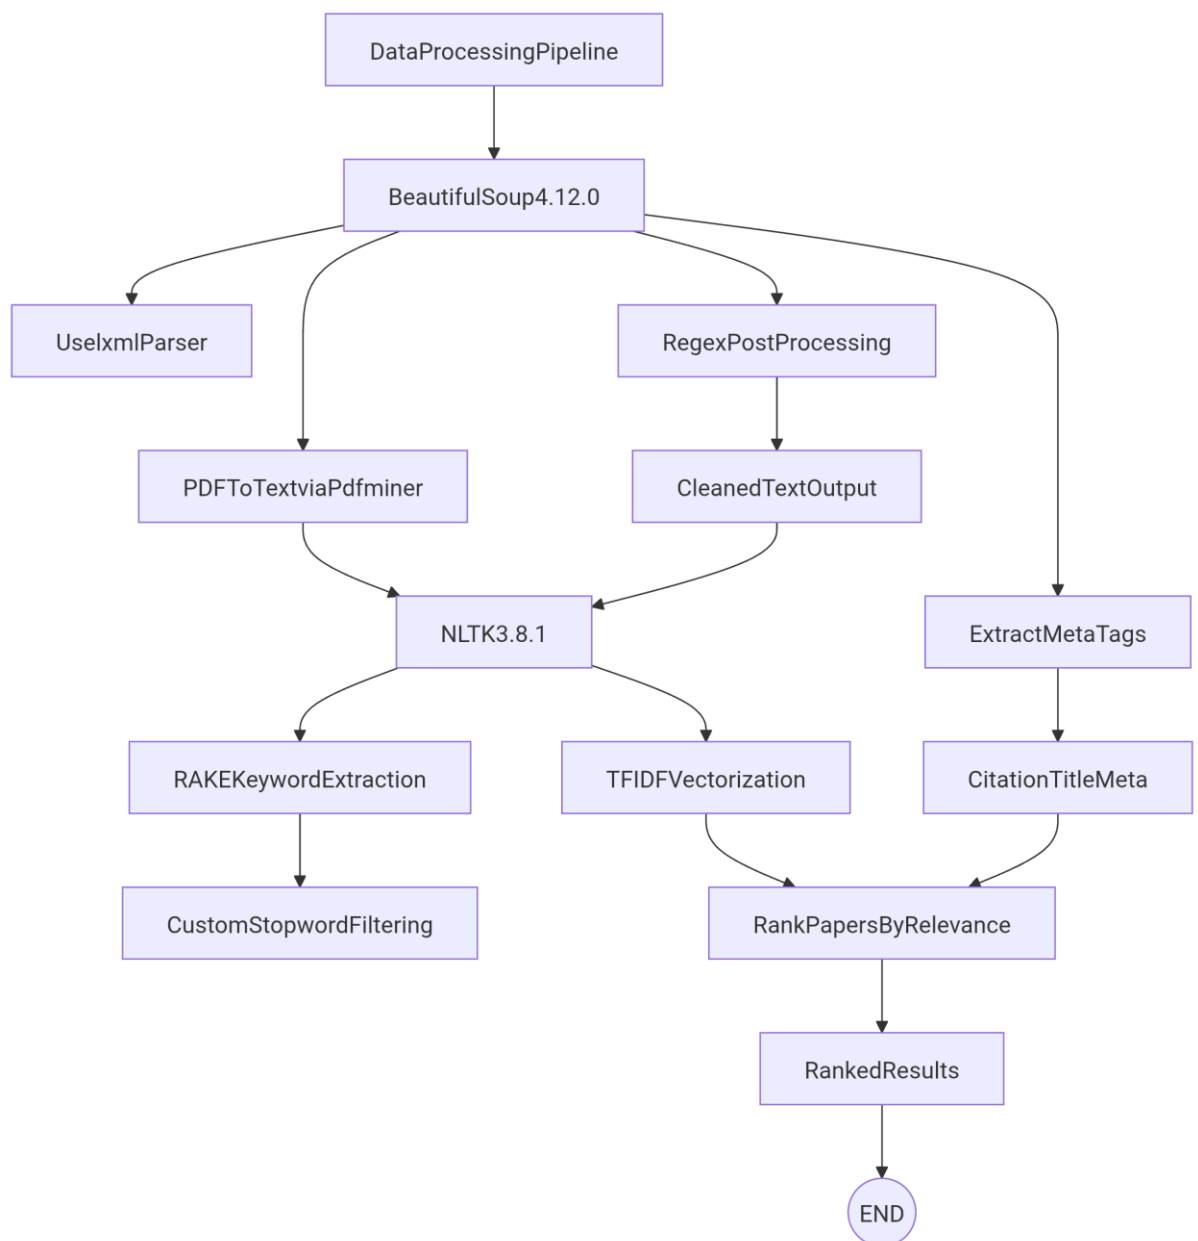 DataProcessingPipeline
BeautifulSoup4.12.0
UselxmlParser
RegexPostProcessing
PDFToTextviaPdfminer
CleanedTextOutput
NLTK3.8.1
ExtractMetaTags
RAKEKeywordExtraction
TFIDFVectorization
CitationTitleMeta
CustomStopwordFiltering
RankPapersByRelevance
RankedResults
END